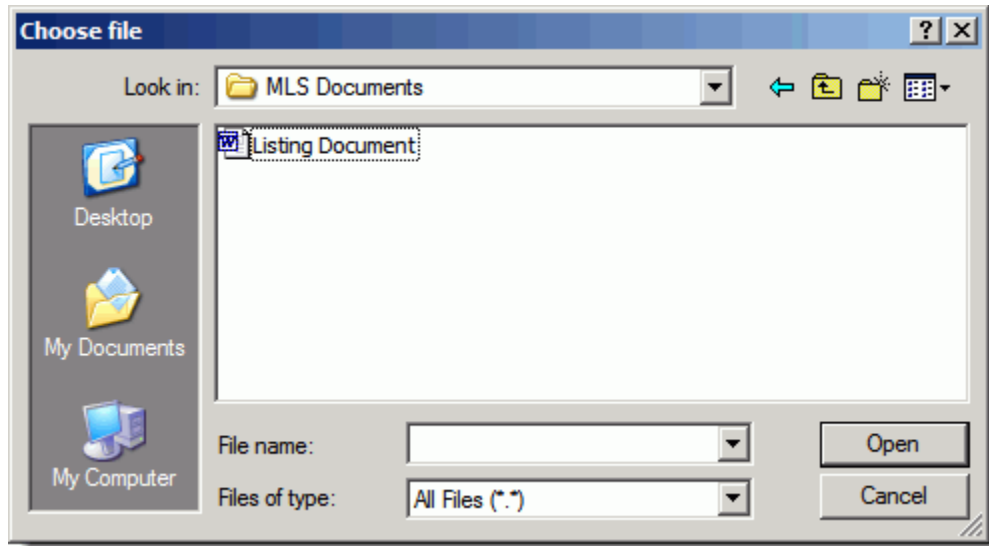 Choose file
Look in: MLS Documents
Listing Document
Desktop
My Documents
My Computer
File name:
Open
Files of type: All Files (*.*)
Cancel